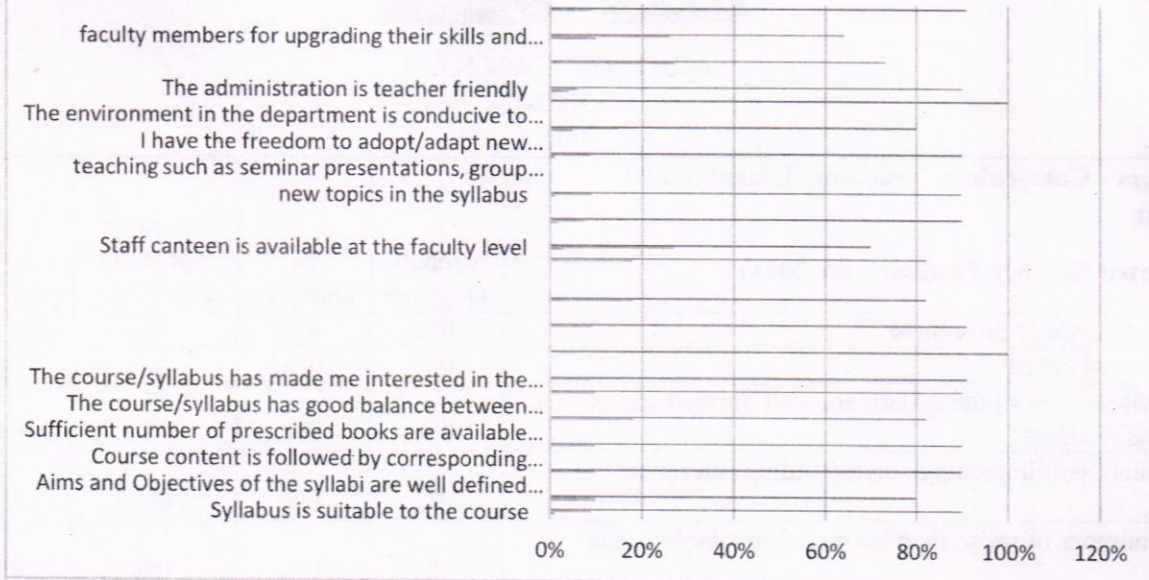 faculty members for upgrading their skills and...
The administration is teacher friendly
The environment in the department is conducive to...
I have the freedom to adopt/adapt new...
teaching such as seminar presentations, group...
new topics in the syllabus
Staff canteen is available at the faculty level
The course/syllabus has made me interested in the...
The course/syllabus has good balance between...
Sufficient number of prescribed books are available...
Course content is followed by corresponding...
Aims and Objectives of the syllabi are well defined...
Syllabus is suitable to the course
0% 20% 40% 60% 80% 100% 120%